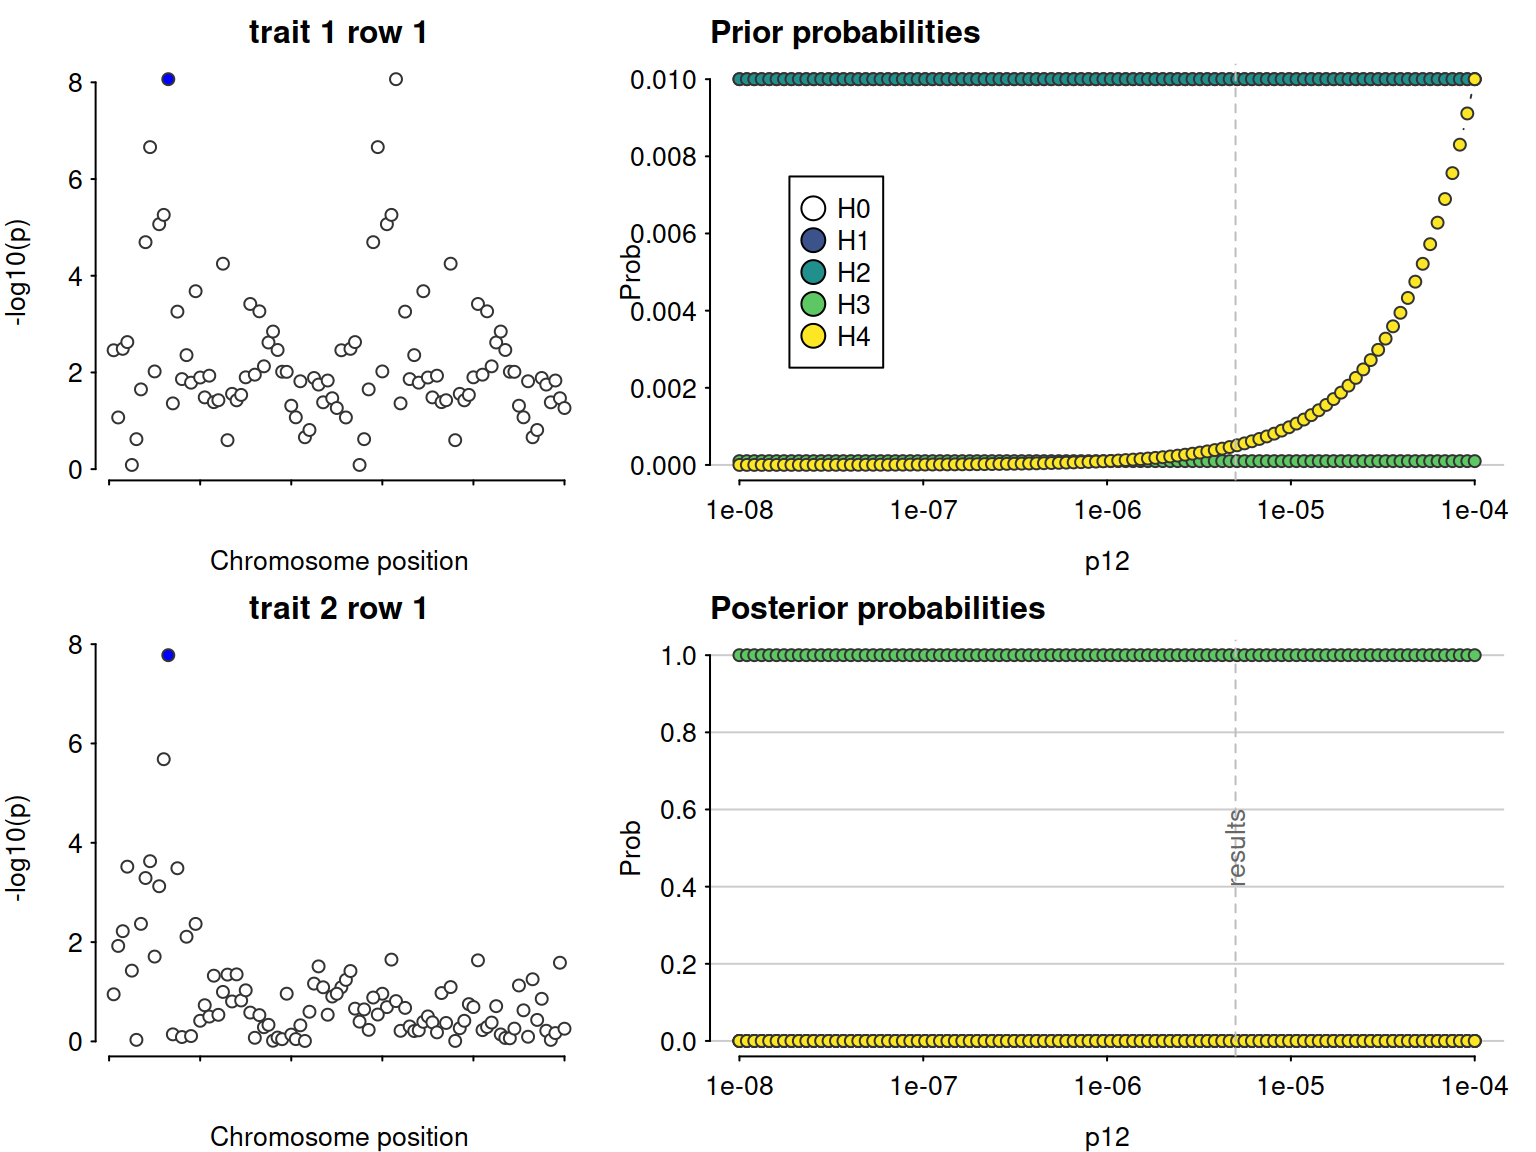 trait 1 row 1
-log10(p)
8
6
4
2
0
Chromosome position
Prior probabilities
Prob
0.010
0.008
0.006
0.004
0.002
0.000
H0
H1
H2
H3
H4
1e-08
1e-07
1e-06
1e-05
1e-04
p12
trait 2 row 1
-log10(p)
8
6
4
2
0
Chromosome position
Posterior probabilities
Prob
1.0
0.8
0.6
0.4
0.2
0.0
results
1e-08
1e-07
1e-06
1e-05
1e-04
p12